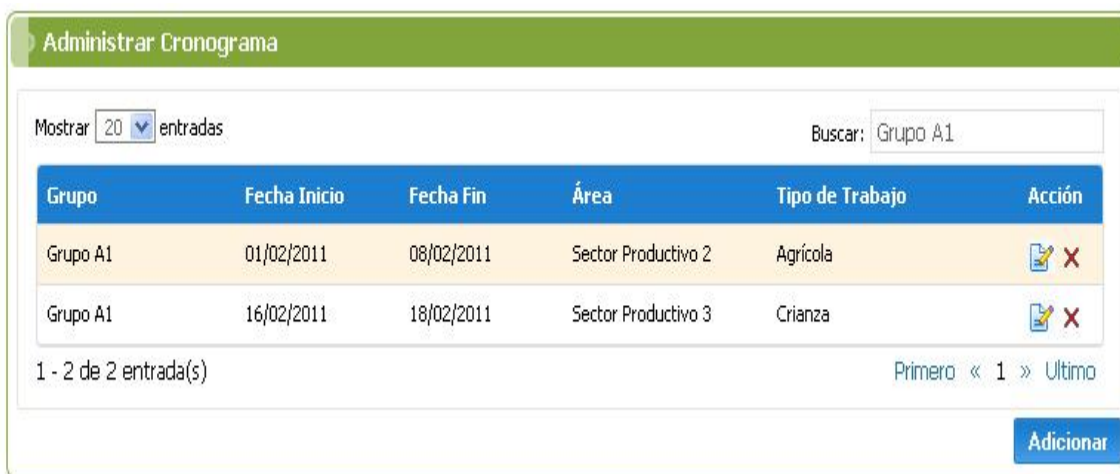 Administrar Cronograma
Mostrar 20 entradas Buscar: Grupo A1
Grupo Fecha Inicio Fecha Fin Área Tipo de Trabajo Acción
Grupo A1 01/02/2011 08/02/2011 Sector Productivo 2 Agrícola
Grupo A1 16/02/2011 18/02/2011 Sector Productivo 3 Crianza
1 - 2 de 2 entrada(s) Primero « 1 » Ultimo
Adicionar